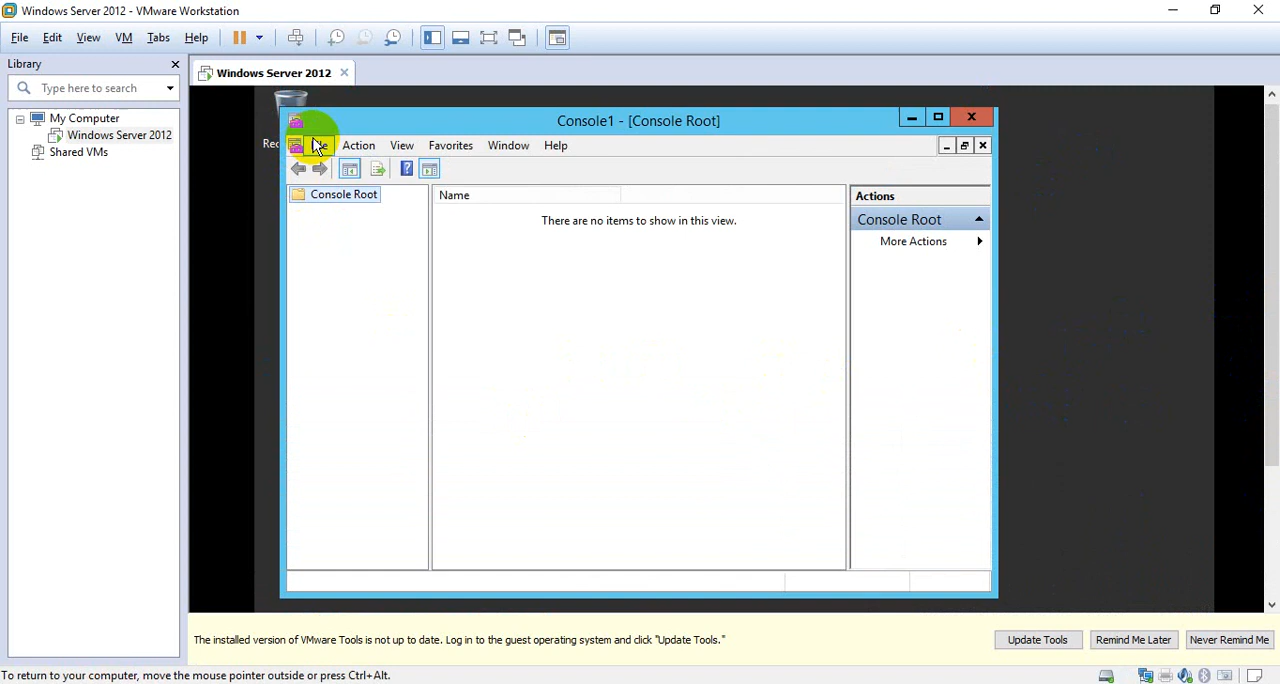 Windows Server 2012 - VMware Workstation
File Edit View VM Tabs Help
Library
Type here to search
My Computer
Windows Server 2012
Shared VMs
Windows Server 2012
Console1 - [Console Root]
Action View Favorites Window Help
Console Root
Name
There are no items to show in this view.
Actions
Console Root
More Actions
The installed version of VMware Tools is not up to date. Log in to the guest operating system and click "Update Tools."
Update Tools
Remind Me Later
Never Remind Me
To return to your computer, move the mouse pointer outside or press Ctrl+Alt.